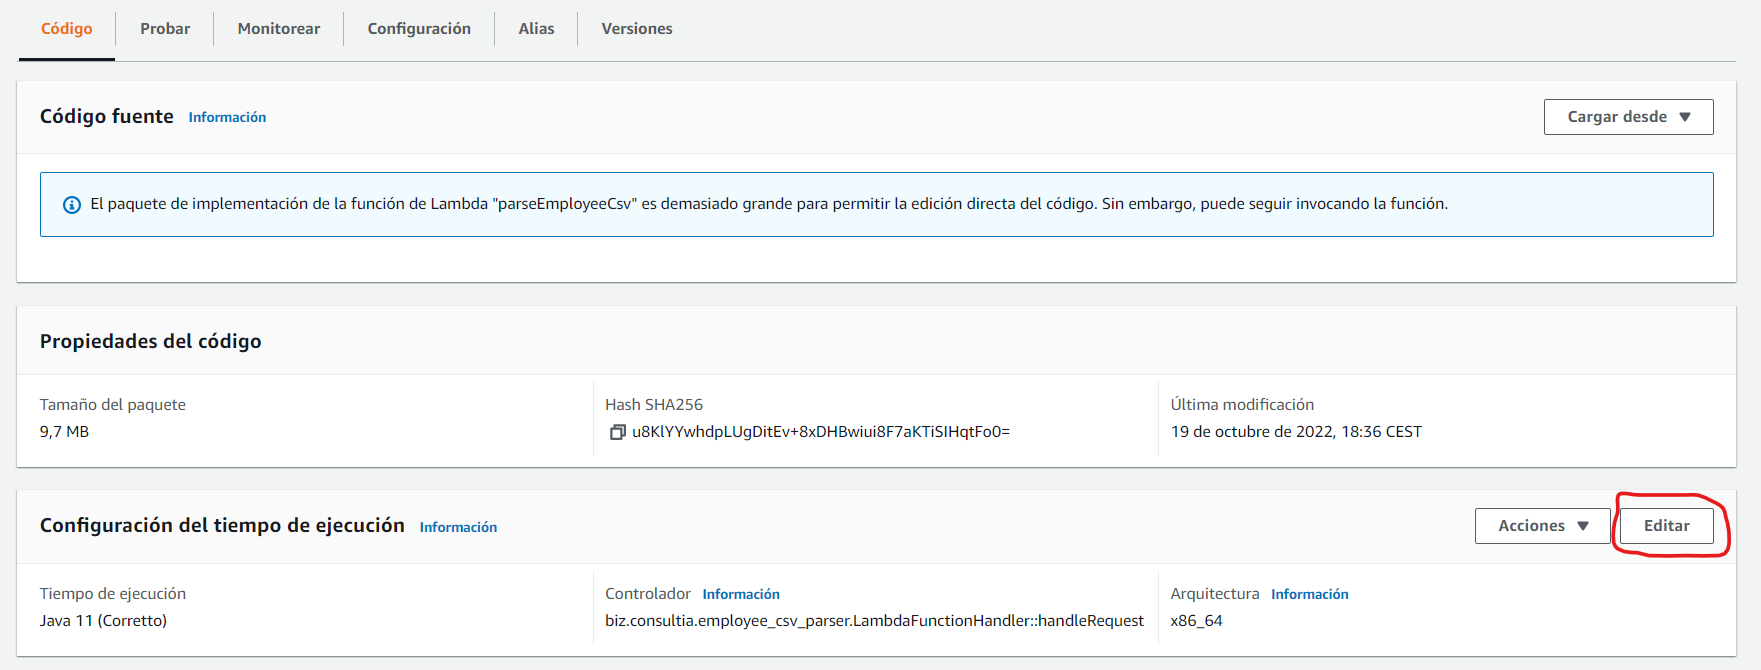 Código Probar Monitorear Configuración Alias Versiones
Código fuente Información Cargar desde
El paquete de implementación de la función de Lambda "parseEmployeeCsv" es demasiado grande para permitir la edición directa del código. Sin embargo, puede seguir invocando la función.
Propiedades del código
Tamaño del paquete Hash SHA256 Última modificación
9,7 MB u8KlYYwhdpLUgDitEv+8xDHBwiui8F7aKTiSIHqtFo0= 19 de octubre de 2022, 18:36 CEST
Configuración del tiempo de ejecución Información Acciones Editar
Tiempo de ejecución Controlador Información Arquitectura Información
Java 11 (Corretto) biz.consultia.employee_csv_parser.LambdaFunctionHandler::handleRequest x86_64